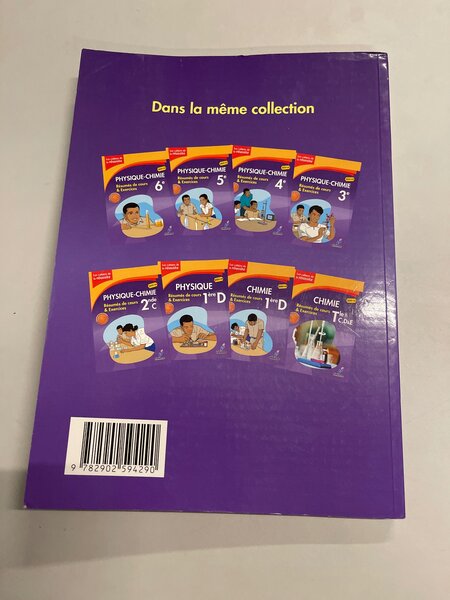 Dans la même collection
PHYSIQUE-CHIMIE
6e
Résumés de cours
& Exercices
PHYSIQUE-CHIMIE
5e
Résumés de cours
& Exercices
PHYSIQUE-CHIMIE
4e
Résumés de cours
& Exercices
PHYSIQUE-CHIMIE
3e
Résumés de cours
& Exercices
PHYSIQUE-CHIMIE
2nde C
Résumés de cours
& Exercices
PHYSIQUE
1ère D
Résumés de cours
& Exercices
CHIMIE
1ère D
Résumés de cours
& Exercices
CHIMIE
Tle C,D&E
Résumés de cours
& Exercices
9 782902 594290